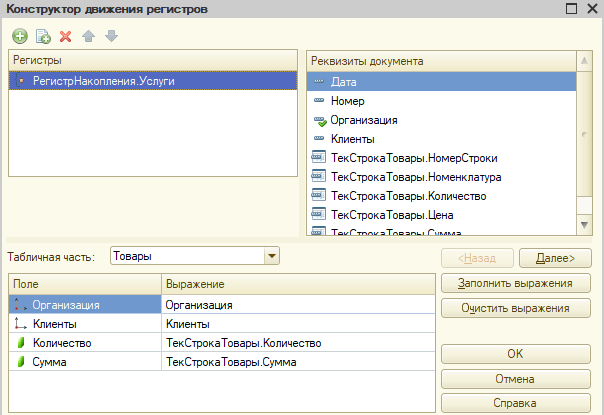 Конструктор движения регистров
Регистры
РегистрНакопления.Услуги
Реквизиты документа
Дата
Номер
Организация
Клиенты
ТекСтрокаТовары.НомерСтроки
ТекСтрокаТовары.Номенклатура
ТекСтрокаТовары.Количество
ТекСтрокаТовары.Цена
ТекСтрокаТовары.Сумма
Табличная часть: Товары
<Назад Далее>
Поле Выражение
Организация Организация
Клиенты Клиенты
Количество ТекСтрокаТовары.Количество
Сумма ТекСтрокаТовары.Сумма
Заполнить выражения
Очистить выражения
OK
Отмена
Справка